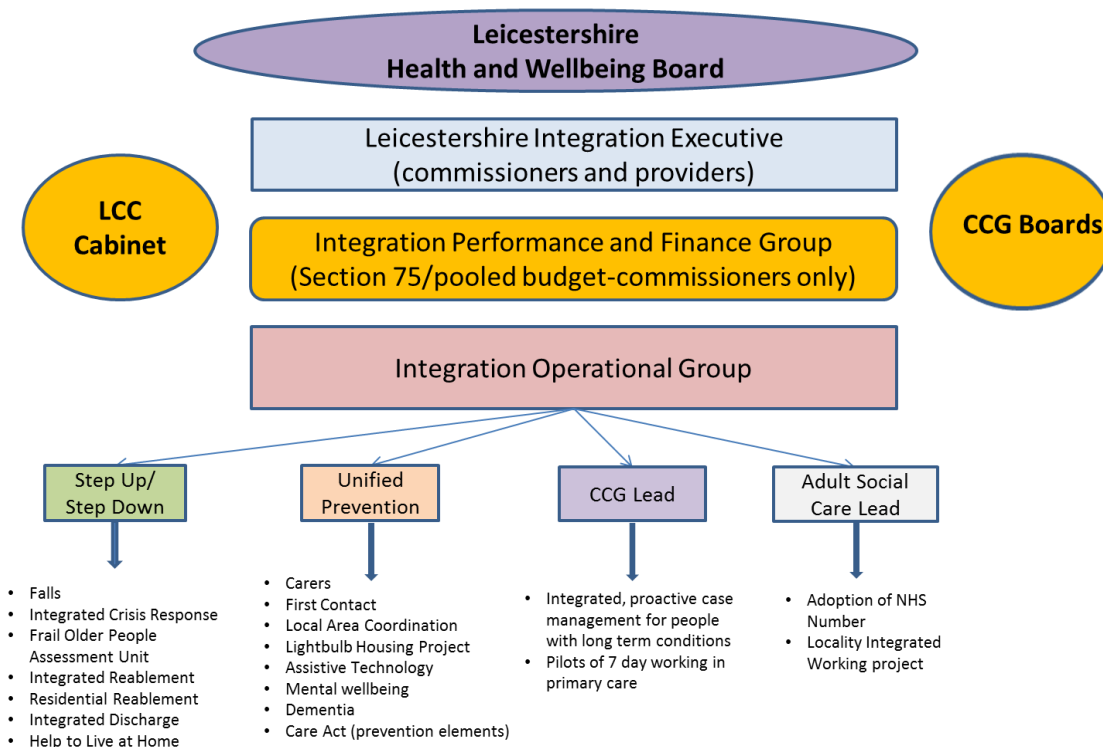 Leicestershire
Health and Wellbeing Board
Leicestershire Integration Executive
(commissioners and providers)
LCC
Cabinet
CCG Boards
Integration Performance and Finance Group
(Section 75/pooled budget-commissioners only)
Integration Operational Group
Step Up/
Step Down
Unified
Prevention
CCG Lead
Adult Social
Care Lead
• Falls
• Integrated Crisis Response
• Frail Older People
Assessment Unit
• Integrated Reablement
• Residential Reablement
• Integrated Discharge
• Help to Live at Home
• Carers
• First Contact
• Local Area Coordination
• Lightbulb Housing Project
• Assistive Technology
• Mental wellbeing
• Dementia
• Care Act (prevention elements)
• Integrated, proactive case
management for people
with long term conditions
• Pilots of 7 day working in
primary care
• Adoption of NHS
Number
• Locality Integrated
Working project